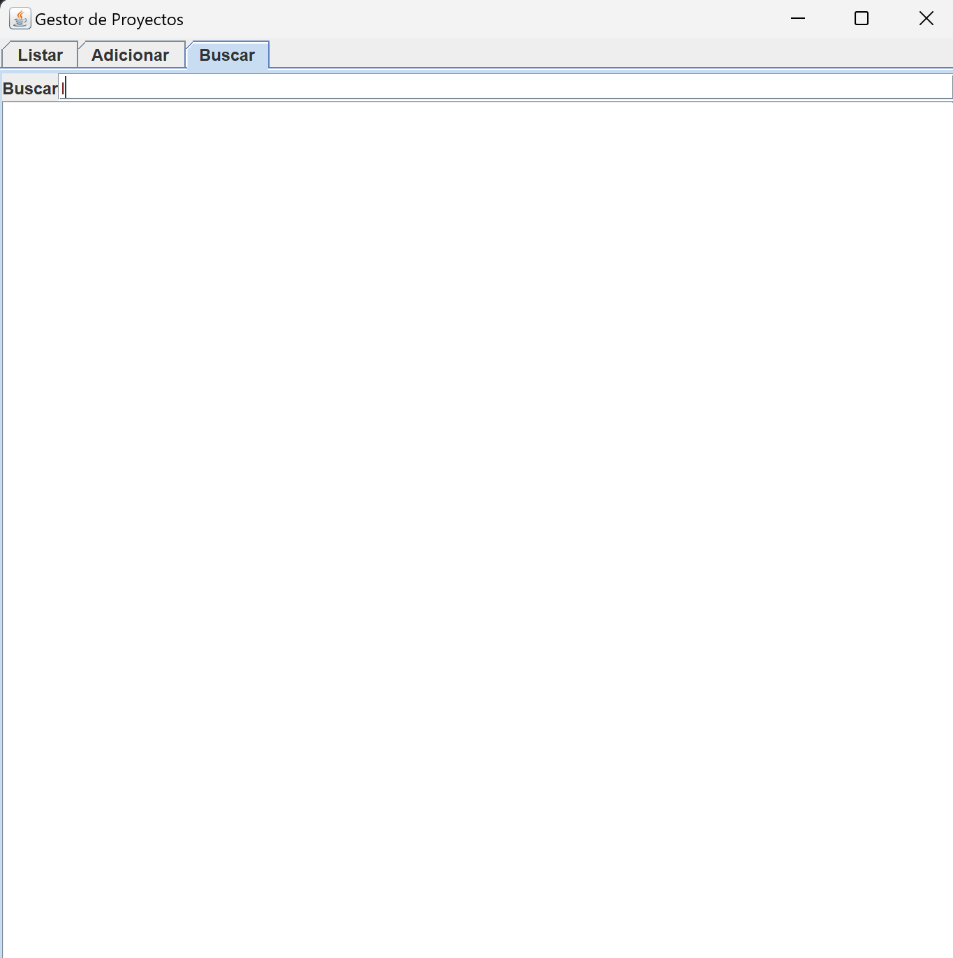 Gestor de Proyectos
Listar Adicionar Buscar
Buscar